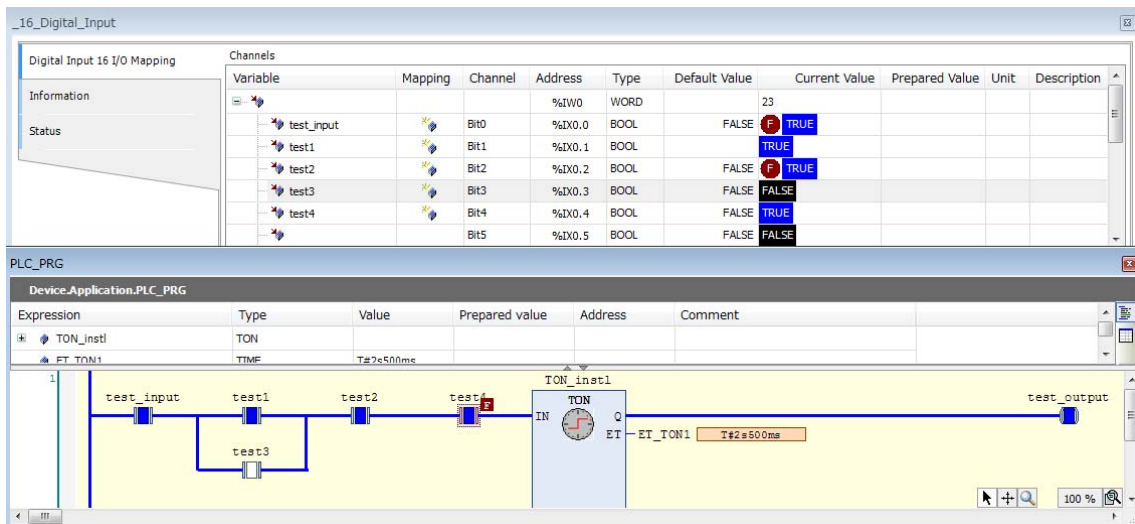 _16_Digital_Input
Digital Input 16 I/O Mapping
Information
Status
Channels
Variable Mapping Channel Address Type Default Value Current Value Prepared Value Unit Description
%IW0 WORD 23
test_input Bit0 %IX0.0 BOOL FALSE F TRUE
test1 Bit1 %IX0.1 BOOL TRUE
test2 Bit2 %IX0.2 BOOL FALSE F TRUE
test3 Bit3 %IX0.3 BOOL FALSE FALSE
test4 Bit4 %IX0.4 BOOL FALSE TRUE
Bit5 %IX0.5 BOOL FALSE FALSE
PLC_PRG
Device.Application.PLC_PRG
Expression Type Value Prepared value Address Comment
TON_inst1 TON
ET_TON1 TIME T#2s500ms
1
TON_inst1
test_input test1 test2 F TON test_output
IN Q
ET ET_TON1 T#2s500ms
test3
100 %